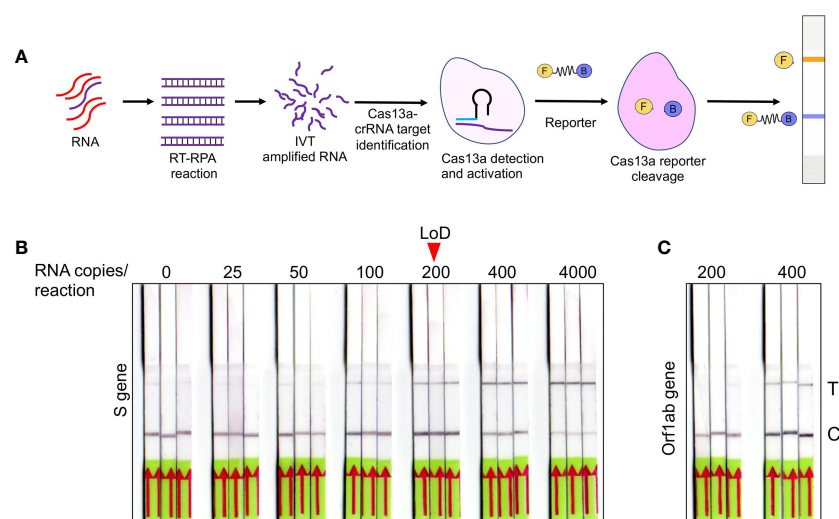 A
F
B
F
F
B
F
B
RNA
RT-RPA
reaction
IVT
amplified RNA
Cas13a-
crRNA target
identification
Cas13a detection
and activation
Reporter
Cas13a reporter
cleavage
B
LoD
RNA copies/
reaction
0 25 50 100 200 400 4000
S gene
C
200 400
Orf1ab gene
T
C